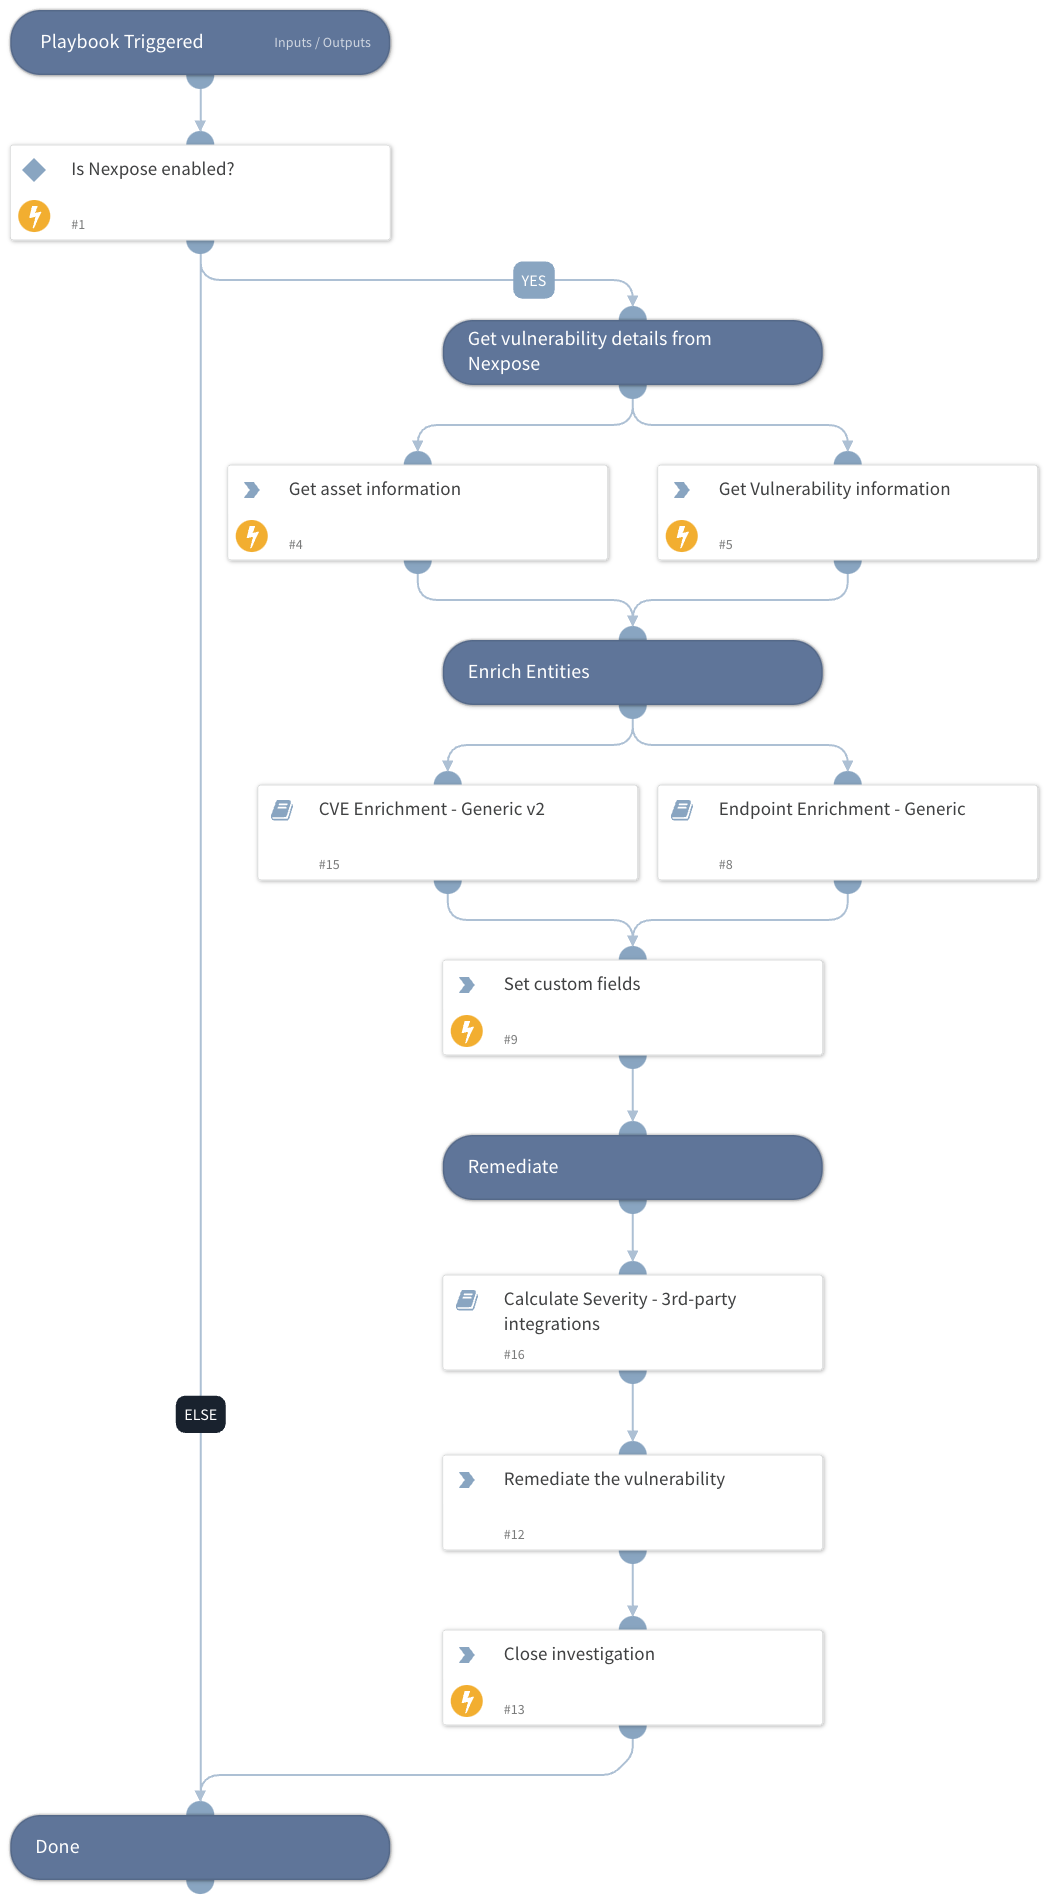 Playbook Triggered
Inputs / Outputs
Is Nexpose enabled?
#1
YES
Get vulnerability details from
Nexpose
Get asset information
#4
Get Vulnerability information
#5
Enrich Entities
CVE Enrichment - Generic v2
#15
Endpoint Enrichment - Generic
#8
Set custom fields
#9
Remediate
Calculate Severity - 3rd-party
integrations
#16
ELSE
Remediate the vulnerability
#12
Close investigation
#13
Done